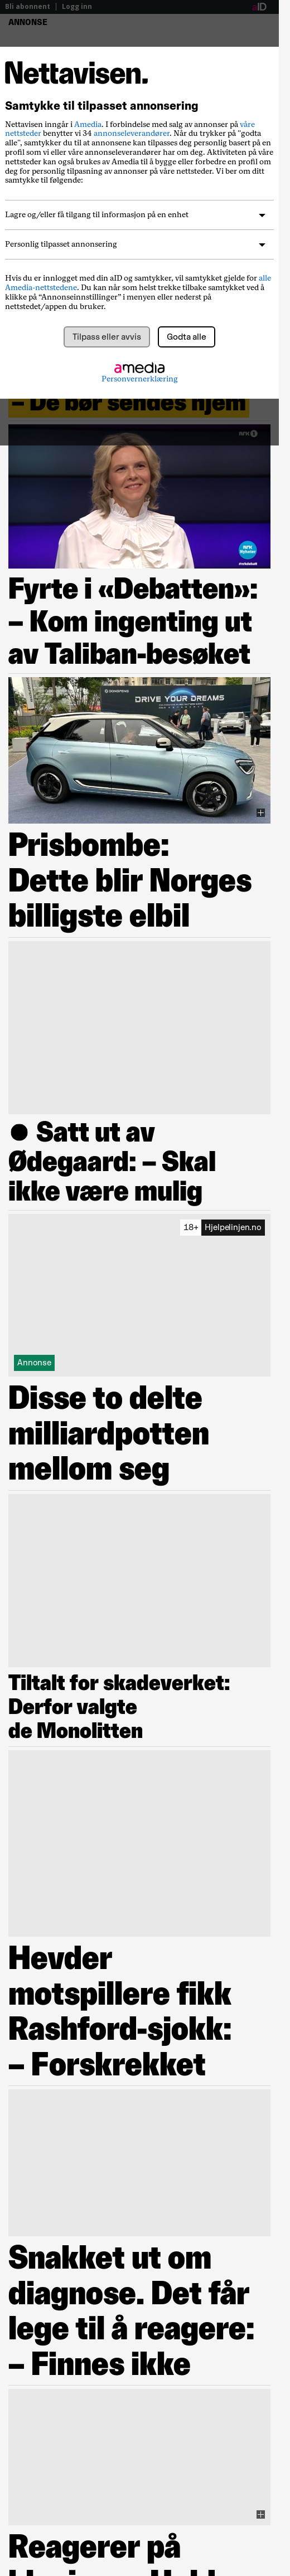 Bli abonnent | Logg inn
aID
ANNONSE
Nettavisen.
Samtykke til tilpasset annonsering
Nettavisen inngår i Amedia. I forbindelse med salg av annonser på våre
nettsteder benytter vi 34 annonseleverandører. Når du trykker på "godta
alle", samtykker du til at annonsene kan tilpasses deg personlig basert på en
profil som vi eller våre annonseleverandører har om deg. Aktiviteten på våre
nettsteder kan også brukes av Amedia til å bygge eller forbedre en profil om
deg for personlig tilpasning av annonser på våre nettsteder. Vi ber om ditt
samtykke til følgende:
Lagre og/eller få tilgang til informasjon på en enhet
Personlig tilpasset annonsering
Hvis du er innlogget med din aID og samtykker, vil samtykket gjelde for alle
Amedia-nettstedene. Du kan når som helst trekke tilbake samtykket ved å
klikke på "Annonseinnstillinger" i menyen eller nederst på
nettstedet/appen du bruker.
Tilpass eller avvis
Godta alle
amedia
Personvernerklæring
– De bør sendes hjem
NRK 1
NRK
Nyheter
Fyrte i «Debatten»:
– Kom ingenting ut
av Taliban-besøket
DONGFENG
DRIVE YOUR DREAMS
Prisbombe:
Dette blir Norges
billigste elbil
● Satt ut av
Ødegaard: – Skal
ikke være mulig
18+ Hjelpelinjen.no
Annonse
Disse to delte
milliardpotten
mellom seg
Tiltalt for skadeverket:
Derfor valgte
de Monolitten
Hevder
motspillere fikk
Rashford-sjokk:
– Forskrekket
Snakket ut om
diagnose. Det får
lege til å reagere:
– Finnes ikke
Reagerer på